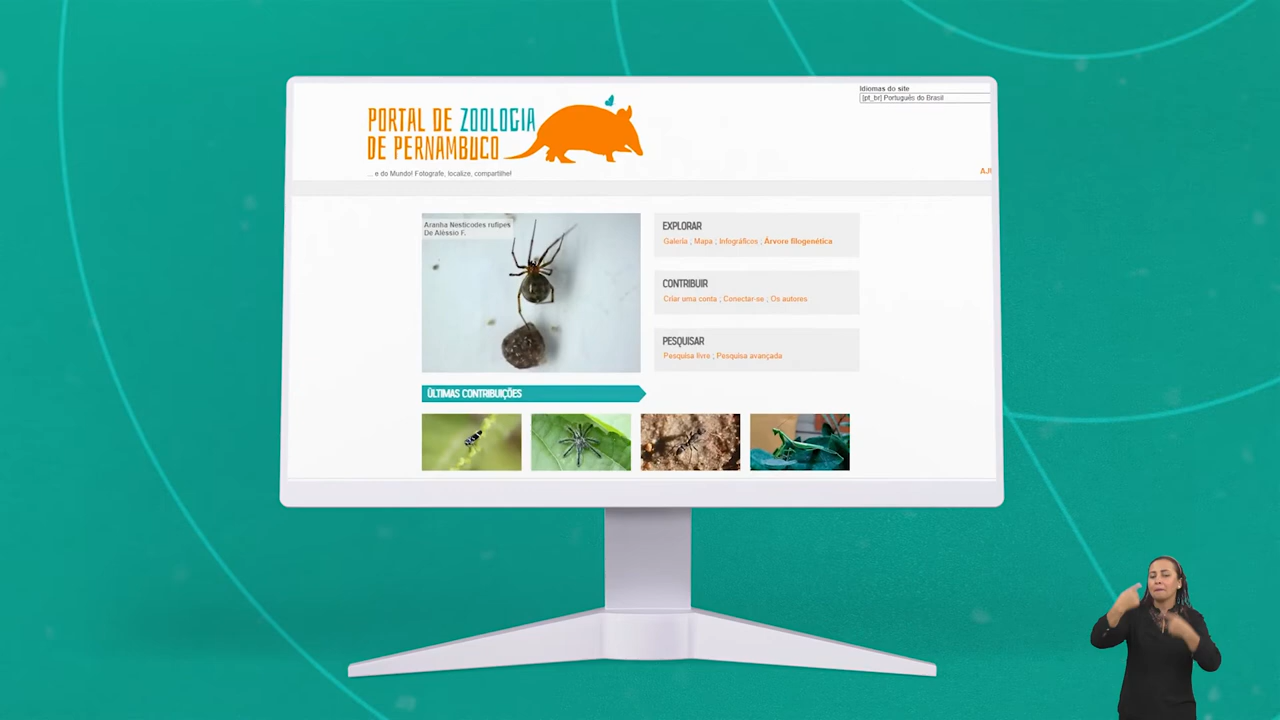 Idiomas do site
[pt_br] Português do Brasil
PORTAL DE ZOOLOGIA
DE PERNAMBUCO
... e do Mundo! Fotografe, localize, compartilhe!
Aranha Nesticodes rufipes
De Aléssio F.
EXPLORAR
Galeria ; Mapa ; Infográficos ; Árvore filogenética
CONTRIBUIR
Criar uma conta ; Conectar-se ; Os autores
PESQUISAR
Pesquisa livre ; Pesquisa avançada
ÚLTIMAS CONTRIBUIÇÕES